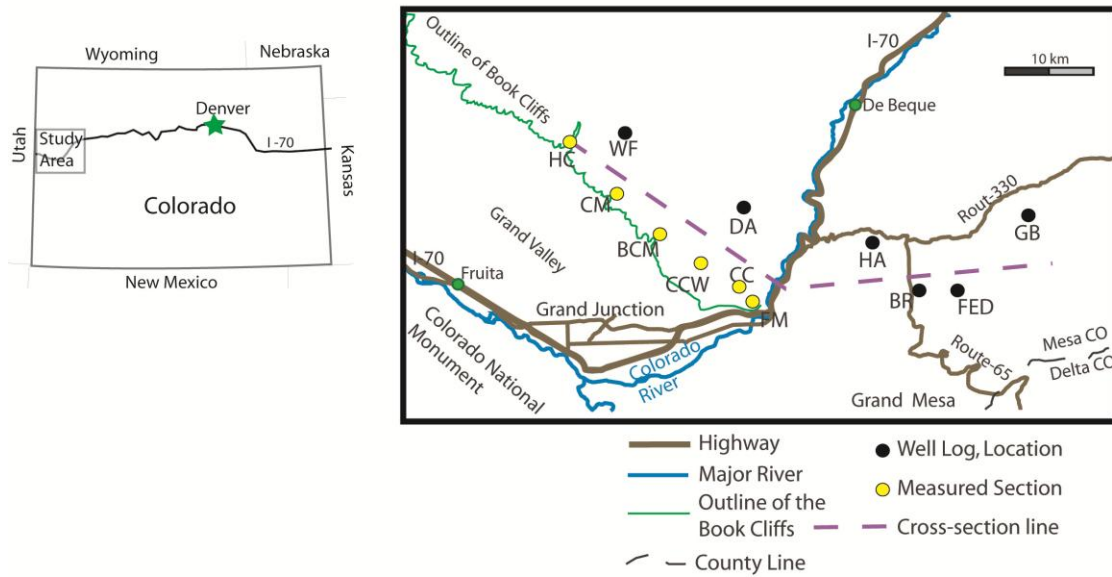 Wyoming
Nebraska
Denver
I -70
Utah
Study
Area
Kansas
Colorado
New Mexico
Outline of Book Cliffs
I-70
10 km
De Beque
HC
WF
CM
DA
BCM
Grand Valley
CCW
CC
FM
Rout-330
GB
HA
BR
FED
I-70
Fruita
Grand Junction
Colorado
River
Colorado National
Monument
Route-65
Mesa CO
Delta CO
Grand Mesa
Highway
Major River
Outline of the
Book Cliffs
County Line
Well Log, Location
Measured Section
Cross-section line